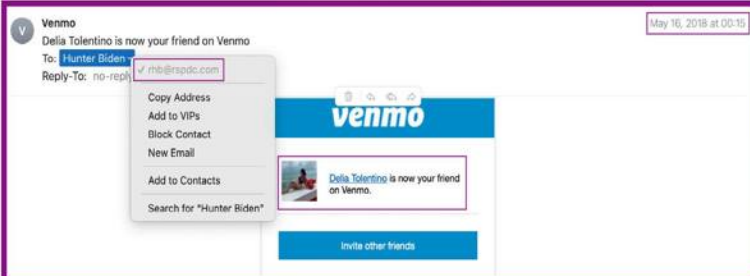 V
Venmo
May 16, 2018 at 00:15
Delia Tolentino is now your friend on Venmo
To: Hunter Biden
Reply-To: no-reply
✓ rhb@rspdc.com
Copy Address
Add to VIPs
Block Contact
New Email
Add to Contacts
Search for "Hunter Biden"
venmo
Delia Tolentino is now your friend
on Venmo.
Invite other friends